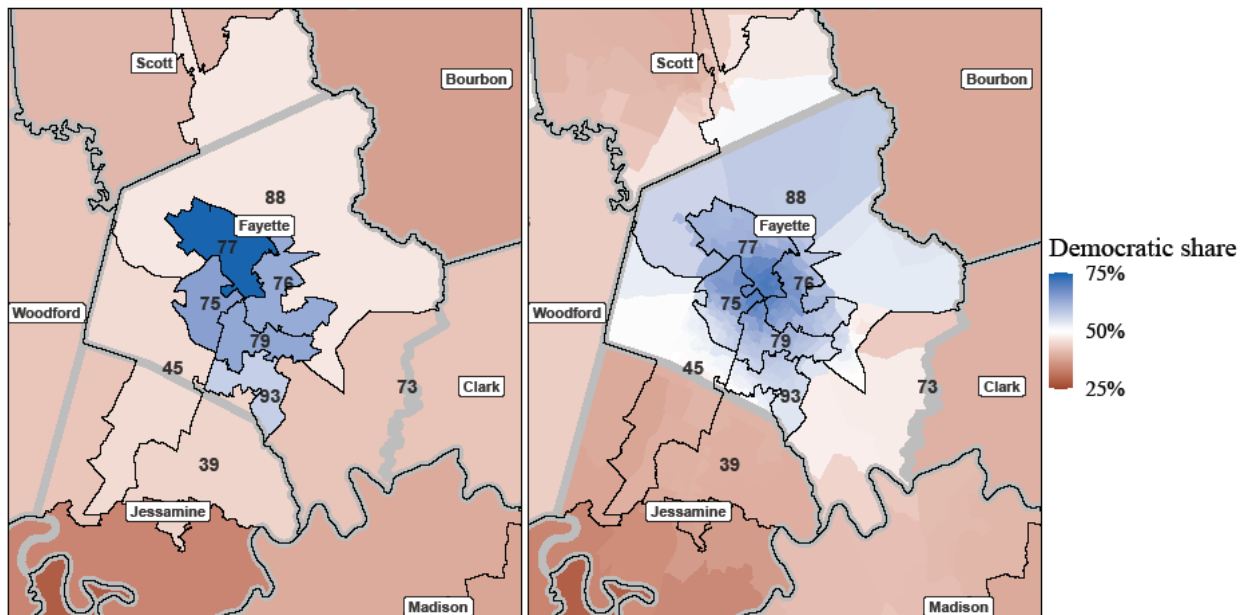 Scott
Bourbon
88
Fayette
77
76
75
Woodford
79
45
93
73
Clark
39
Jessamine
Madison
Scott
Bourbon
88
Fayette
77
76
75
Woodford
79
45
93
73
Clark
39
Jessamine
Madison
Democratic share
75%
50%
25%